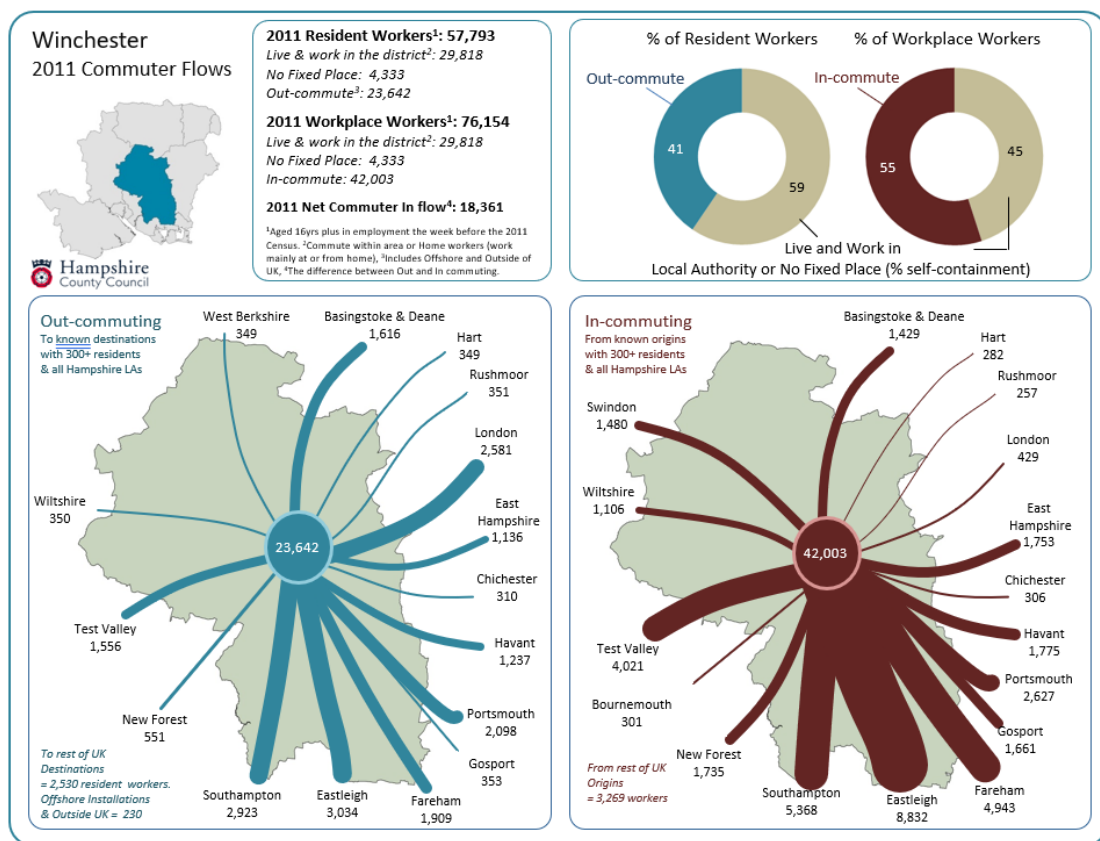 Winchester
2011 Commuter Flows
Hampshire
County Council
2011 Resident Workers¹: 57,793
Live & work in the district²: 29,818
No Fixed Place: 4,333
Out-commute³: 23,642
2011 Workplace Workers¹: 76,154
Live & work in the district²: 29,818
No Fixed Place: 4,333
In-commute: 42,003
2011 Net Commuter In flow⁴: 18,361
¹Aged 16yrs plus in employment the week before the 2011
Census. ²Commute within area or Home workers (work
mainly at or from home), ³Includes Offshore and Outside of
UK, ⁴The difference between Out and In commuting.
% of Resident Workers
% of Workplace Workers
Out-commute
In-commute
41
59
55
45
Live and Work in
Local Authority or No Fixed Place (% self-containment)
Out-commuting
To known destinations
with 300+ residents
& all Hampshire LAs
West Berkshire
349
Basingstoke & Deane
1,616
Hart
349
Rushmoor
351
London
2,581
East
Hampshire
1,136
Chichester
310
Havant
1,237
Portsmouth
2,098
Gosport
353
Fareham
1,909
Eastleigh
3,034
Southampton
2,923
New Forest
551
Test Valley
1,556
Wiltshire
350
23,642
To rest of UK
Destinations
= 2,530 resident workers.
Offshore Installations
& Outside UK = 230
In-commuting
From known origins
with 300+ residents
& all Hampshire LAs
Basingstoke & Deane
1,429
Hart
282
Rushmoor
257
London
429
East
Hampshire
1,753
Chichester
306
Havant
1,775
Portsmouth
2,627
Gosport
1,661
Fareham
4,943
Eastleigh
8,832
Southampton
5,368
New Forest
1,735
Bournemouth
301
Test Valley
4,021
Wiltshire
1,106
Swindon
1,480
42,003
From rest of UK
Origins
= 3,269 workers